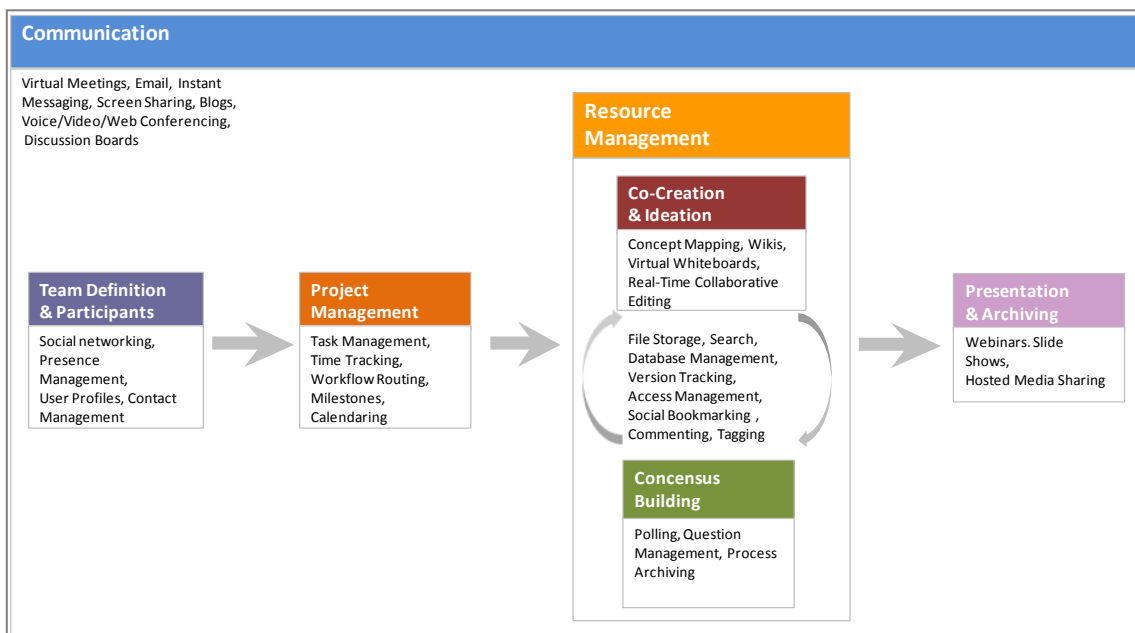 Communication
Virtual Meetings, Email, Instant
Messaging, Screen Sharing, Blogs,
Voice/Video/Web Conferencing,
Discussion Boards
Team Definition
& Participants
Social networking,
Presence
Management,
User Profiles, Contact
Management
Project
Management
Task Management,
Time Tracking,
Workflow Routing,
Milestones,
Calendaring
Resource
Management
Co-Creation
& Ideation
Concept Mapping, Wikis,
Virtual Whiteboards,
Real-Time Collaborative
Editing
File Storage, Search,
Database Management,
Version Tracking,
Access Management,
Social Bookmarking ,
Commenting, Tagging
Concensus
Building
Polling, Question
Management, Process
Archiving
Presentation
& Archiving
Webinars. Slide
Shows,
Hosted Media Sharing